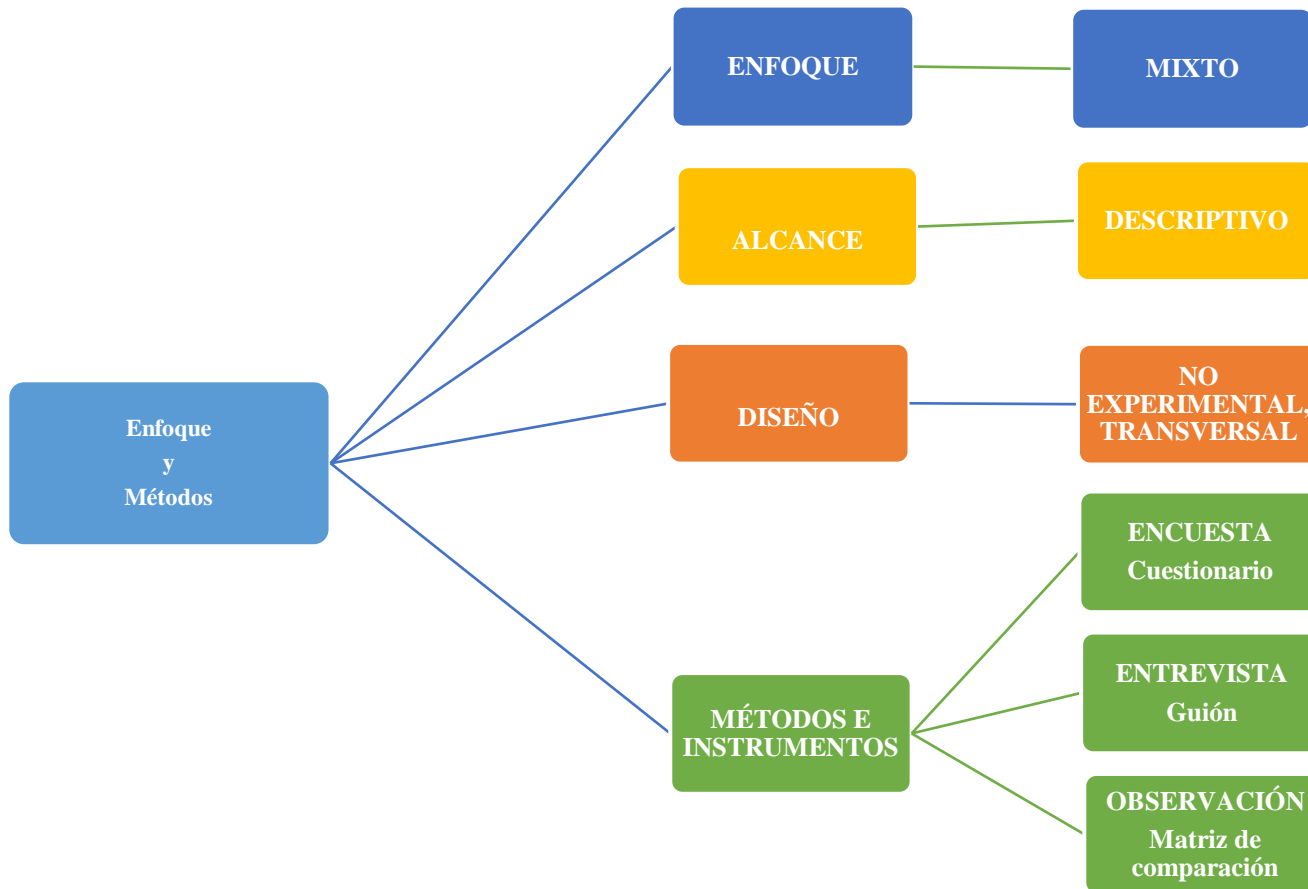 Enfoque
y
Métodos
ENFOQUE
MIXTO
ALCANCE
DESCRIPTIVO
DISEÑO
NO
EXPERIMENTAL,
TRANSVERSAL
MÉTODOS E
INSTRUMENTOS
ENCUESTA
Cuestionario
ENTREVISTA
Guión
OBSERVACIÓN
Matriz de
comparación